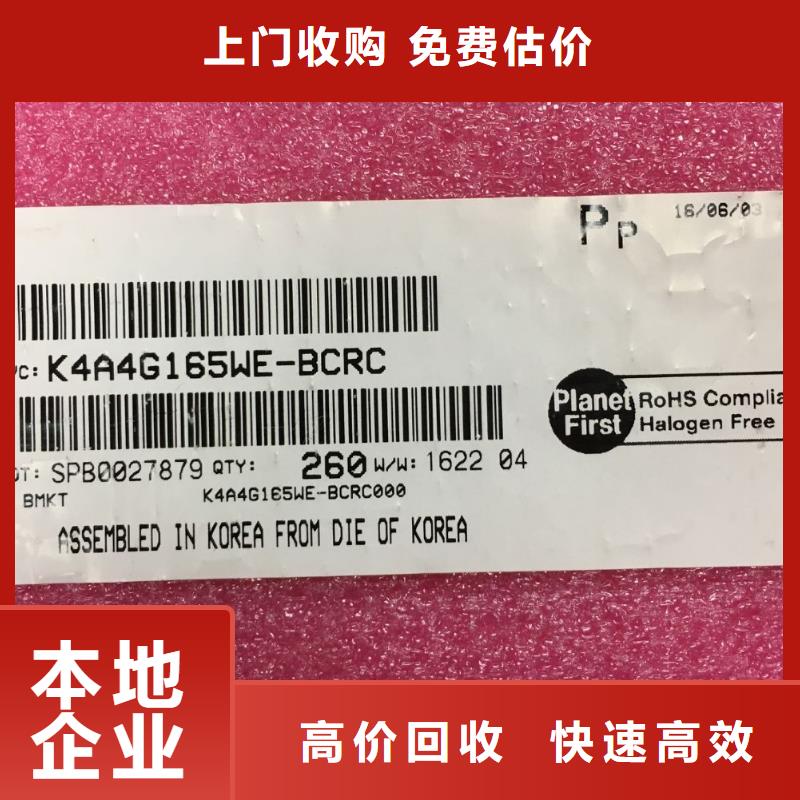 上门收购 免费估价
Pp
16/06/03
PC: K4A4G165WE-BCRC
Planet First
RoHS Complia
Halogen Free
OT: SPB0027879 QTY: 260 W/W: 1622 04
BMKT K4A4G165WE-BCRC000
ASSEMBLED IN KOREA FROM DIE OF KOREA
本地
企业
高价回收 快速高效